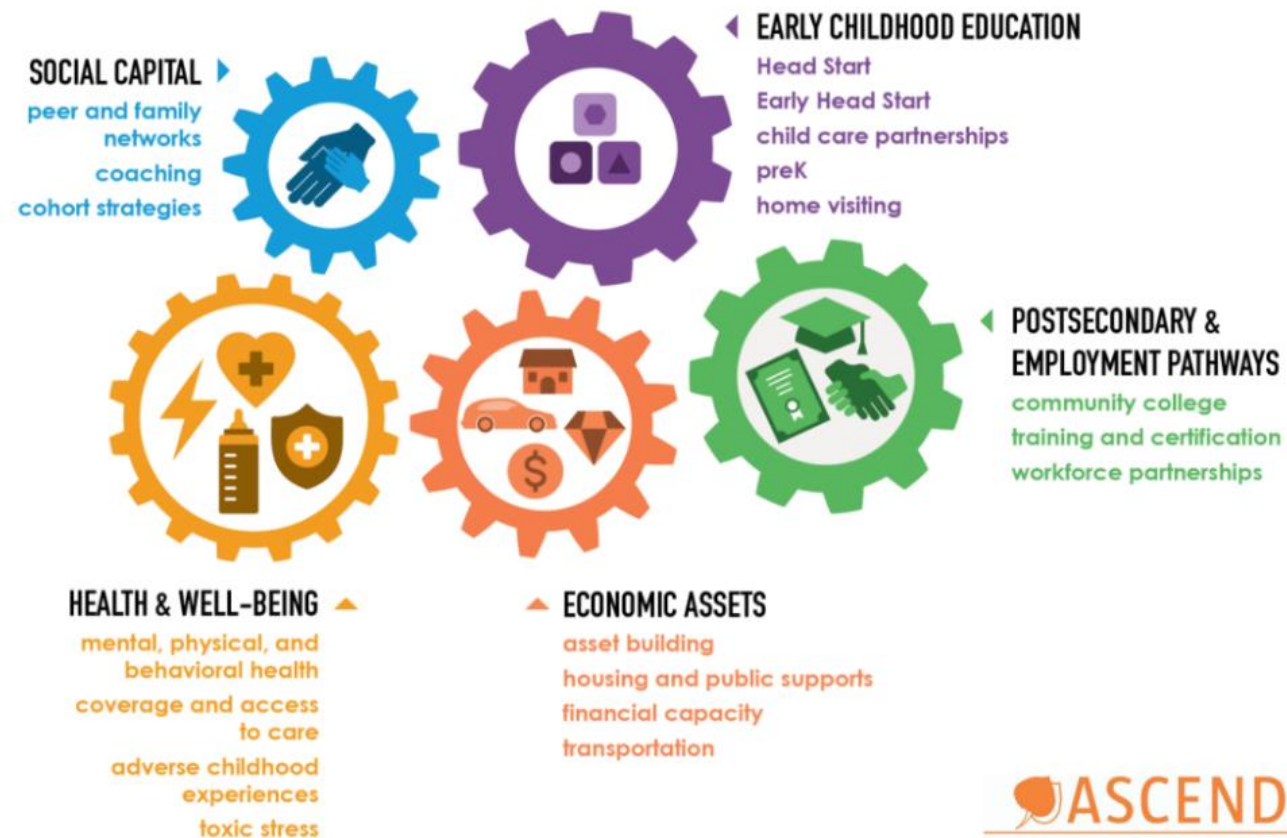 SOCIAL CAPITAL
peer and family
networks
coaching
cohort strategies
EARLY CHILDHOOD EDUCATION
Head Start
Early Head Start
child care partnerships
preK
home visiting
POSTSECONDARY &
EMPLOYMENT PATHWAYS
community college
training and certification
workforce partnerships
HEALTH & WELL-BEING
mental, physical, and
behavioral health
coverage and access
to care
adverse childhood
experiences
toxic stress
$
ECONOMIC ASSETS
asset building
housing and public supports
financial capacity
transportation
ASCEND